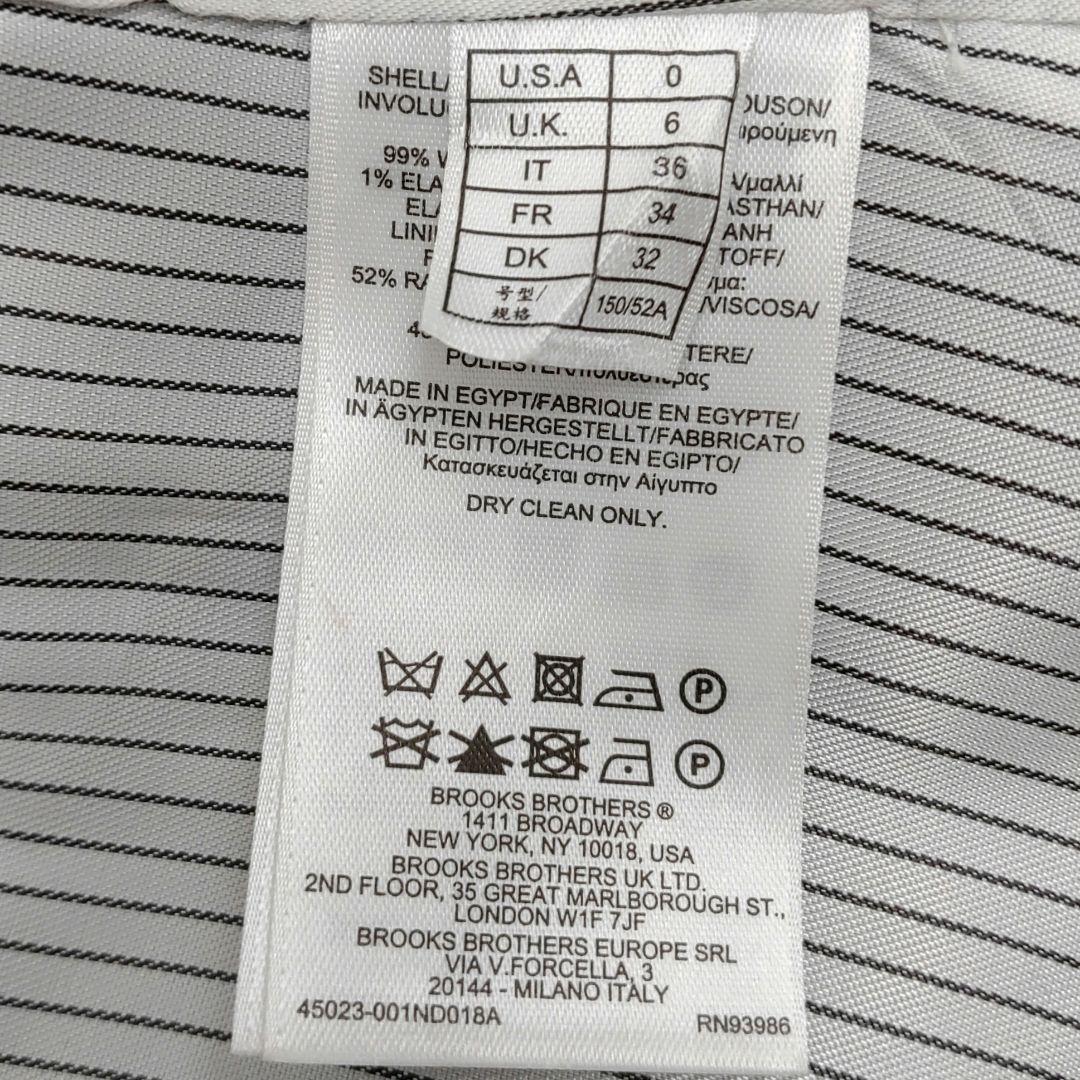 U.S.A 0
U.K. 6
IT 36
FR 34
DK 32
号型/
规格 150/52A
SHELL/
INVOLU
99%
1% ELA
LINI
52% RA
OUSON/
ιρούμενη
/μαλλί
ASTHAN/
ANH
TOFF/
/μα:
/VISCOSA/
TERE/
POLIESTER/πολυεστέρας
MADE IN EGYPT/FABRIQUE EN EGYPTE/
IN ÄGYPTEN HERGESTELLT/FABBRICATO
IN EGITTO/HECHO EN EGIPTO/
Κατασκευάζεται στην Αίγυπτο
DRY CLEAN ONLY.
P
P
BROOKS BROTHERS ®
1411 BROADWAY
NEW YORK, NY 10018, USA
BROOKS BROTHERS UK LTD.
2ND FLOOR, 35 GREAT MARLBOROUGH ST.,
LONDON W1F 7JF
BROOKS BROTHERS EUROPE SRL
VIA V.FORCELLA, 3
20144 - MILANO ITALY
45023-001ND018A RN93986